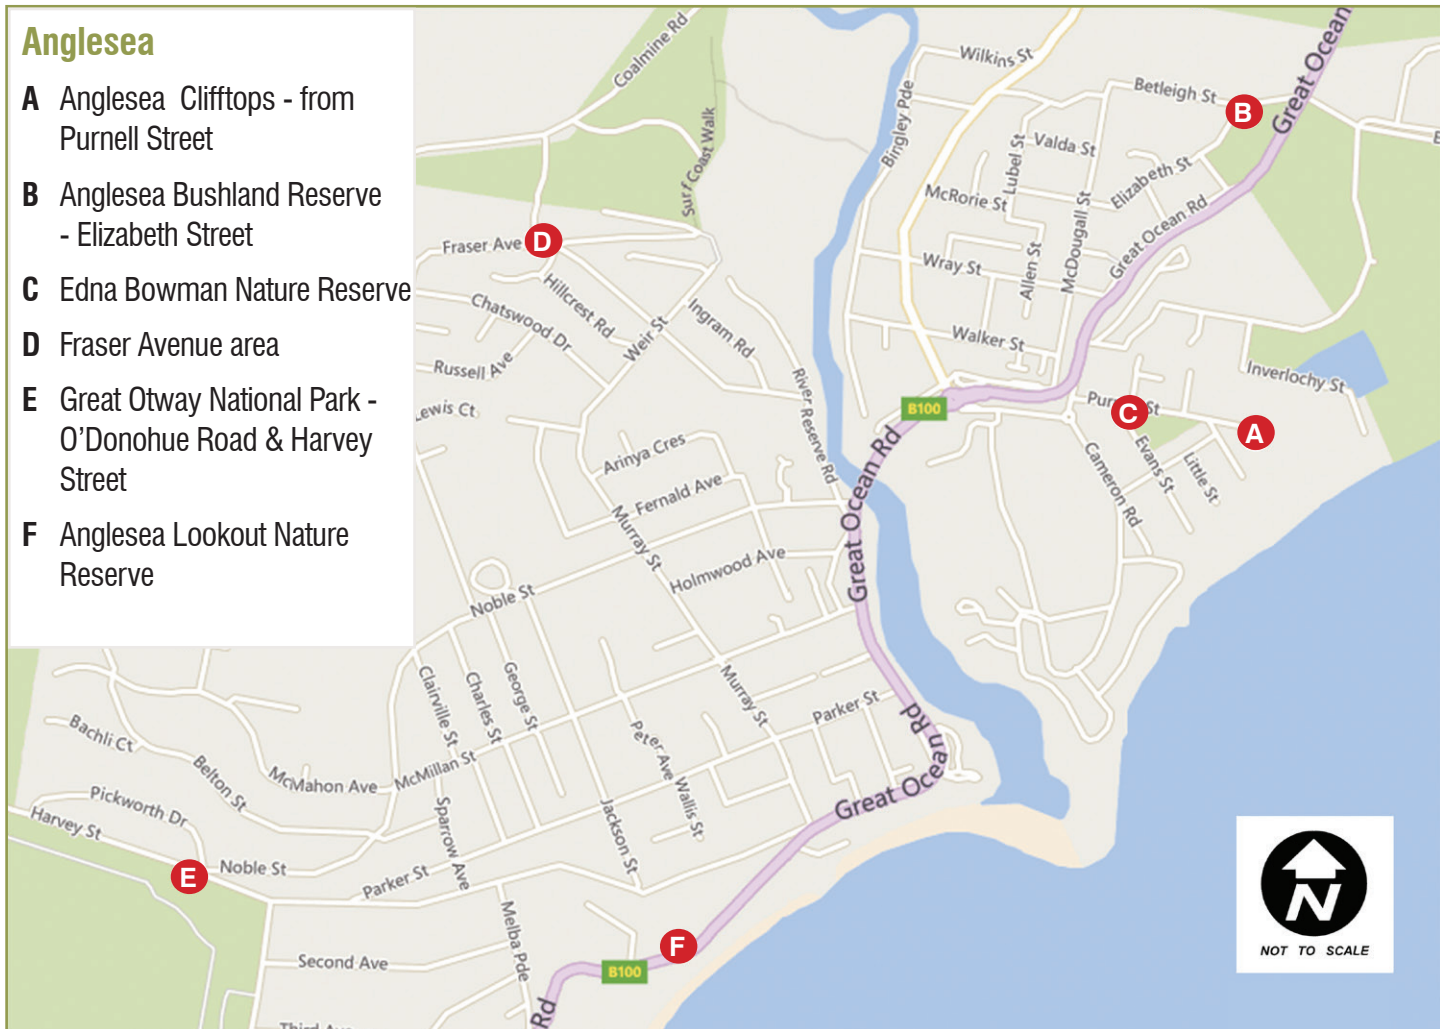 Anglesea
A Anglesea Clifftops - from
Purnell Street
B Anglesea Bushland Reserve
- Elizabeth Street
C Edna Bowman Nature Reserve
D Fraser Avenue area
E Great Otway National Park -
O'Donohue Road & Harvey
Street
F Anglesea Lookout Nature
Reserve
Coalmine Rd
Surf Coast Walk
Fraser Ave
D
Hillcrest Rd
Chatswood Dr
Weir St
Ingram Rd
Russell Ave
Lewis Ct
River Reserve Rd
Arinya Cres
Fernald Ave
Murray St
Holmwood Ave
Noble St
Wilkins St
Bingley Pde
Betleigh St
B
Great Ocean
Valda St
Lubel St
McRorie St
Elizabeth St
McDougall St
Great Ocean Rd
Wray St
Allen St
Walker St
Inverlochy St
B100
C
A
Evans St
Little St
Cameron Rd
Great Ocean Rd
Great Ocean Rd
Clairville St
Charles St
George St
Murray St
Parker St
Peter Ave
Wallis St
Jackson St
Great Ocean Rd
Bachli Ct
Belton St
McMahon Ave
McMillan St
Pickworth Dr
Harvey St
E
Noble St
Sparrow Ave
Parker St
Melba Pde
Second Ave
F
B100
Rd
N
NOT TO SCALE